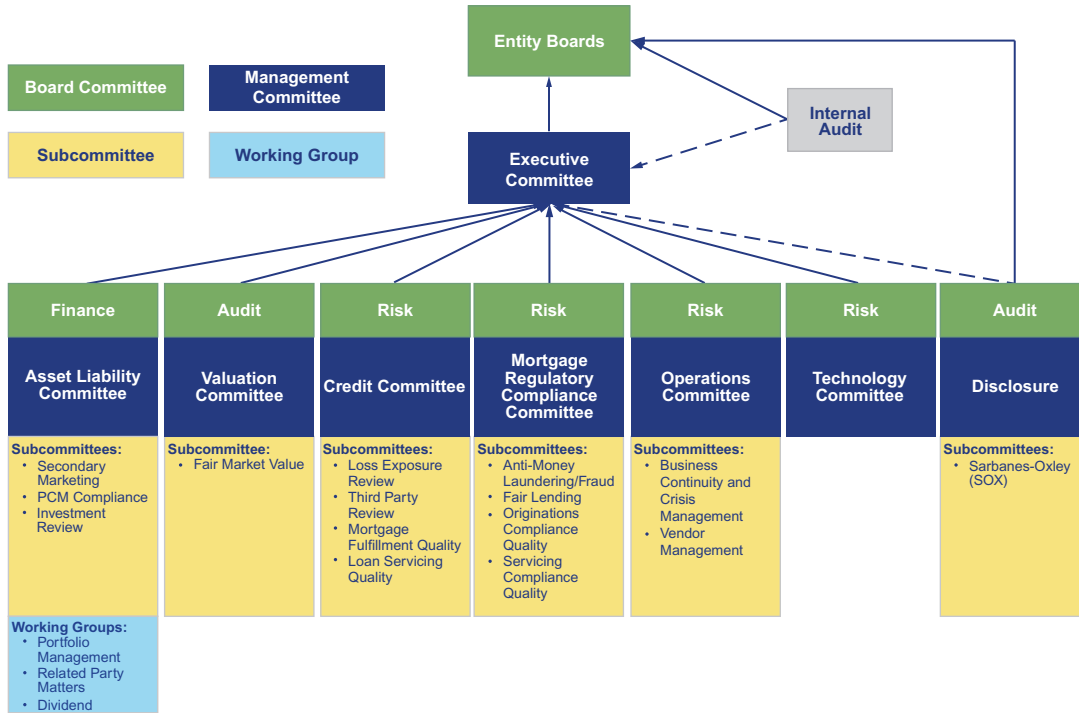 Entity Boards
Board Committee
Management
Committee
Subcommittee
Working Group
Internal
Audit
Executive
Committee
Finance
Audit
Risk
Risk
Risk
Risk
Audit
Asset Liability
Committee
Valuation
Committee
Credit Committee
Mortgage
Regulatory
Compliance
Committee
Operations
Committee
Technology
Committee
Disclosure
Subcommittees:
• Secondary
Marketing
• PCM Compliance
• Investment
Review
Subcommittee:
• Fair Market Value
Subcommittees:
• Loss Exposure
Review
• Third Party
Review
• Mortgage
Fulfillment Quality
• Loan Servicing
Quality
Subcommittees:
• Anti-Money
Laundering/Fraud
• Fair Lending
• Originations
Compliance
Quality
• Servicing
Compliance
Quality
Subcommittees:
• Business
Continuity and
Crisis
Management
• Vendor
Management
Subcommittees:
• Sarbanes-Oxley
(SOX)
Working Groups:
• Portfolio
Management
• Related Party
Matters
• Dividend